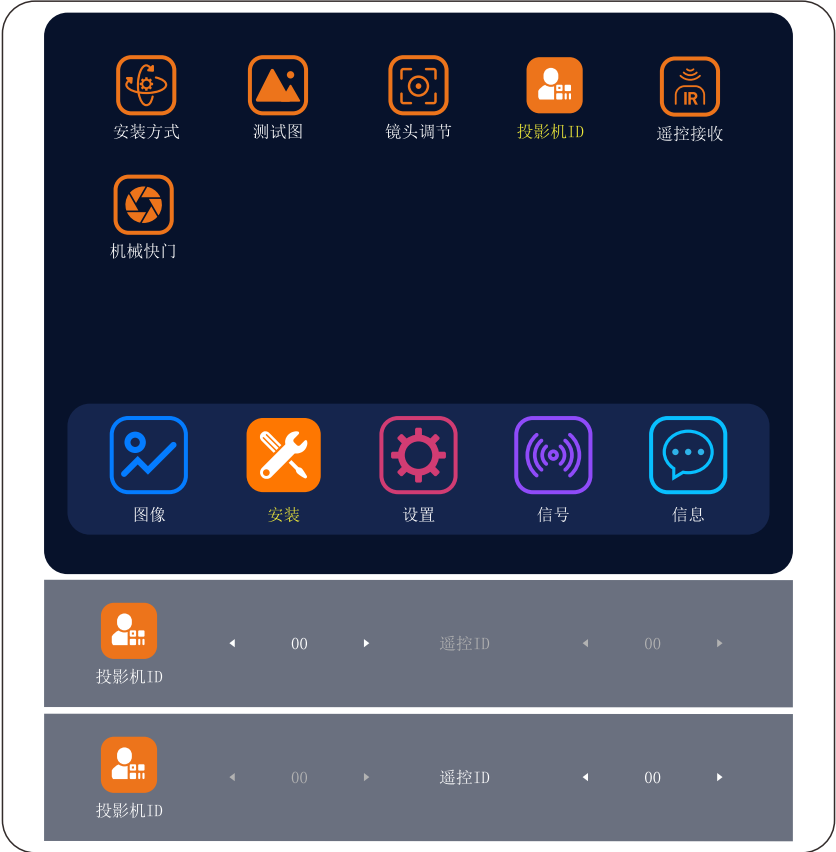 安装方式 测试图 镜头调节 投影机ID 遥控接收
IR
机械快门
图像 安装 设置 信号 信息
投影机ID 00 遥控ID 00
投影机ID 00 遥控ID 00